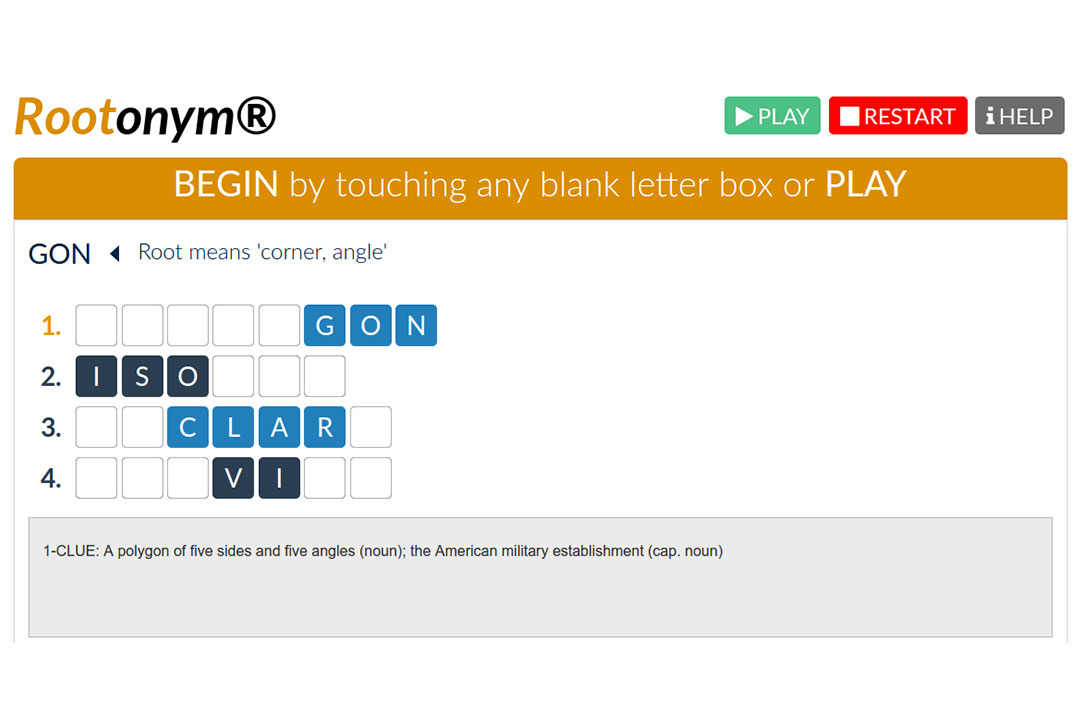 Rootonym®
PLAY RESTART HELP
BEGIN by touching any blank letter box or PLAY
GON Root means 'corner, angle'
1. G O N
2. I S O
3. C L A R
4. V I
1-CLUE: A polygon of five sides and five angles (noun); the American military establishment (cap. noun)